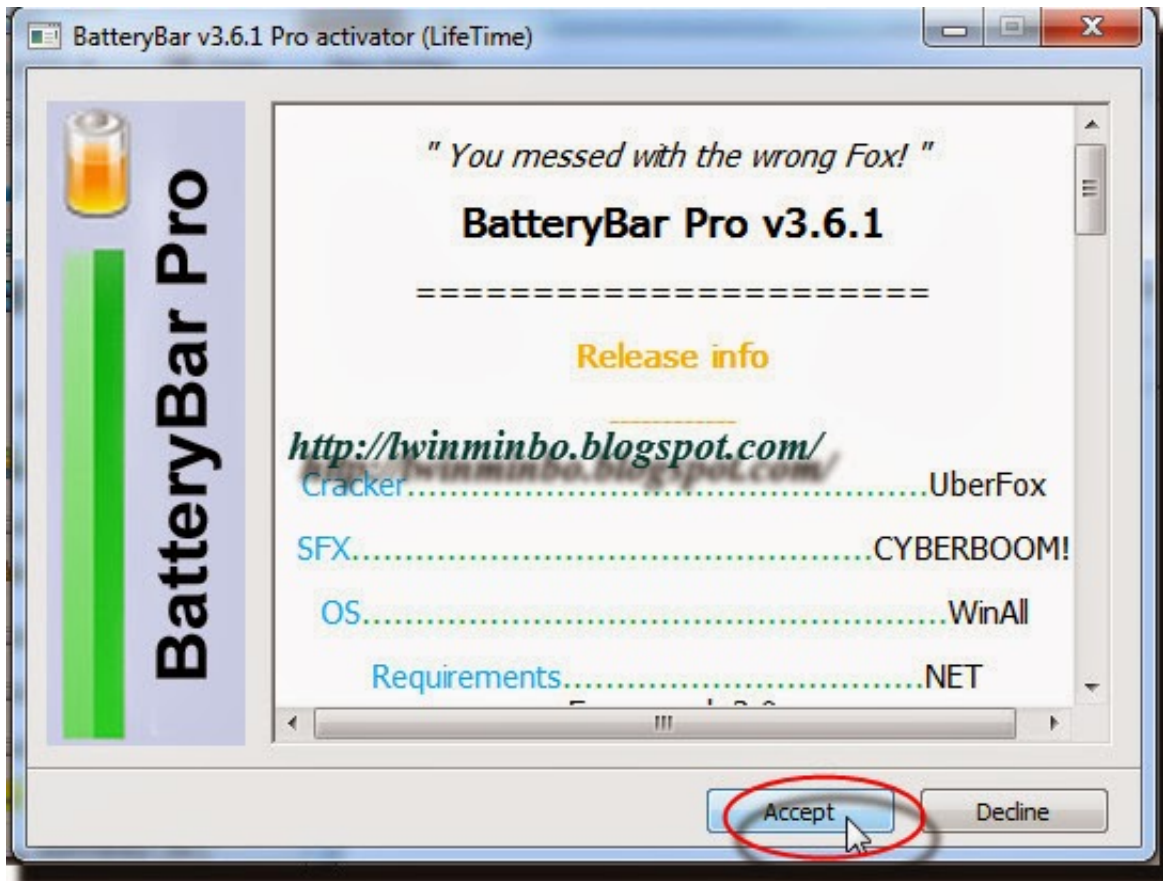 BatteryBar v3.6.1 Pro activator (LifeTime)
BatteryBar Pro
" You messed with the wrong Fox! "
BatteryBar Pro v3.6.1
======================
Release info
http://lwinminbo.blogspot.com/
Cracker................................................UberFox
SFX................................................CYBERBOOM!
OS......................................................WinAll
Requirements.................................NET
Accept
Decline